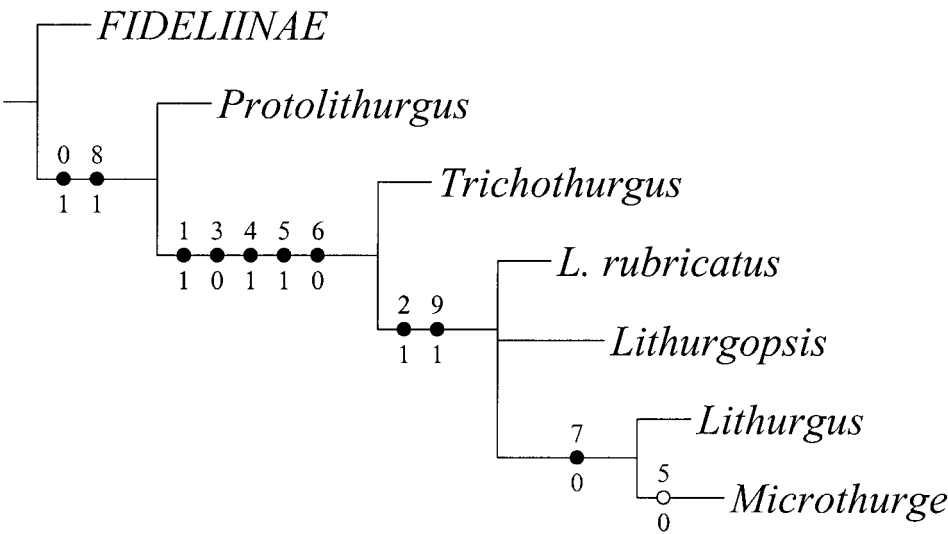 FIDELIINAE
Protolithurgus
0 8
1 1
Trichothurgus
1 3 4 5 6
1 0 1 1 0
L. rubricatus
2 9
1 1
Lithurgopsis
Lithurgus
7
0
5
0
Microthurge